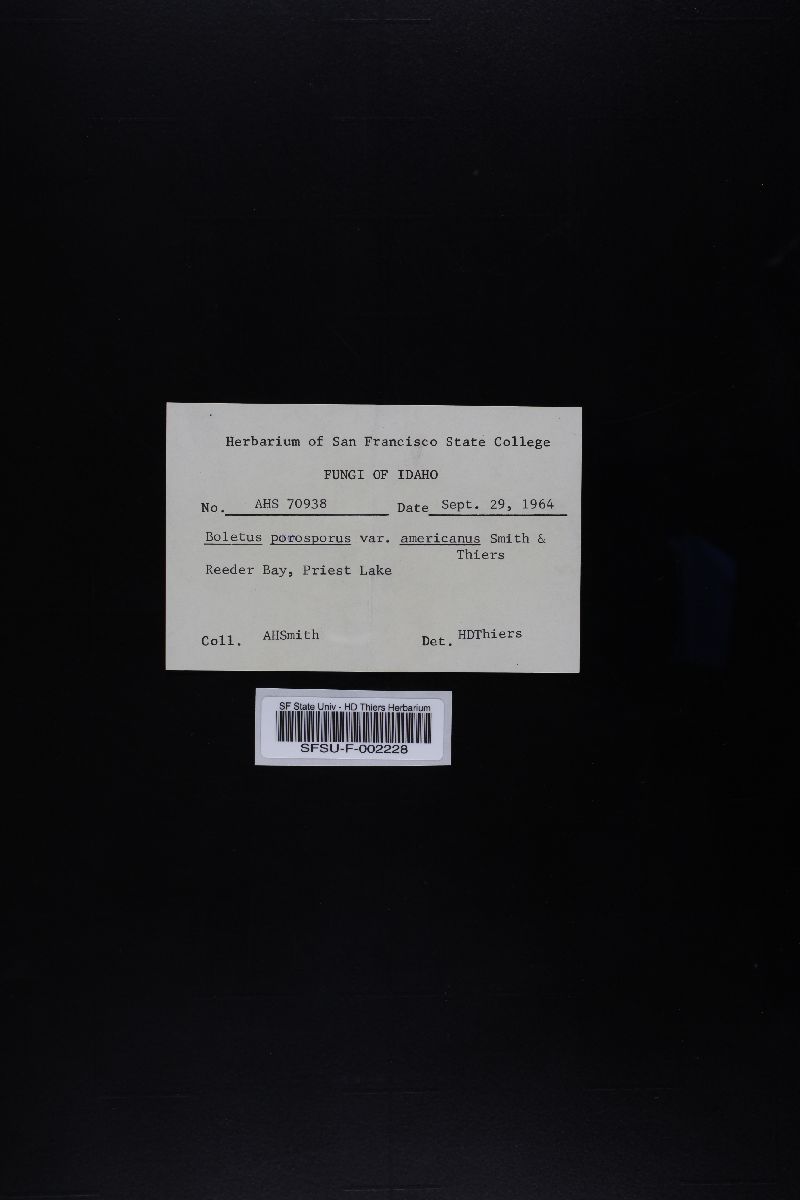 Herbarium of San Francisco State College
FUNGI OF IDAHO
No. AHS 70938 Date Sept. 29, 1964
Boletus porosporus var. americanus Smith &
Thiers
Reeder Bay, Priest Lake
Coll. AHSmith Det. HDThiers
SF State Univ - HD Thiers Herbarium
SFSU-F-002228